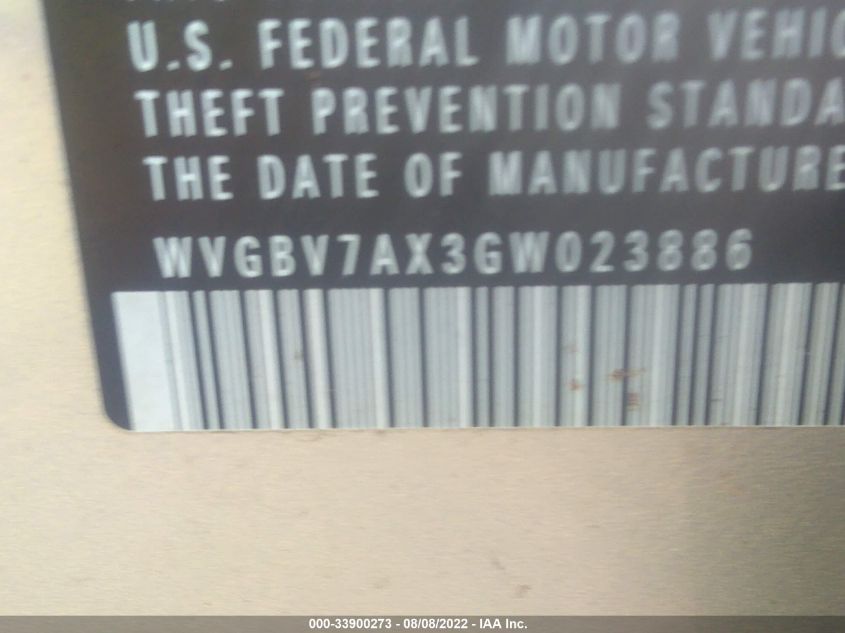 U.S. FEDERAL MOTOR VEHIC
THEFT PREVENTION STANDA
THE DATE OF MANUFACTURE
WVGBV7AX3GW023886
000-33900273 - 08/08/2022 - IAA Inc.